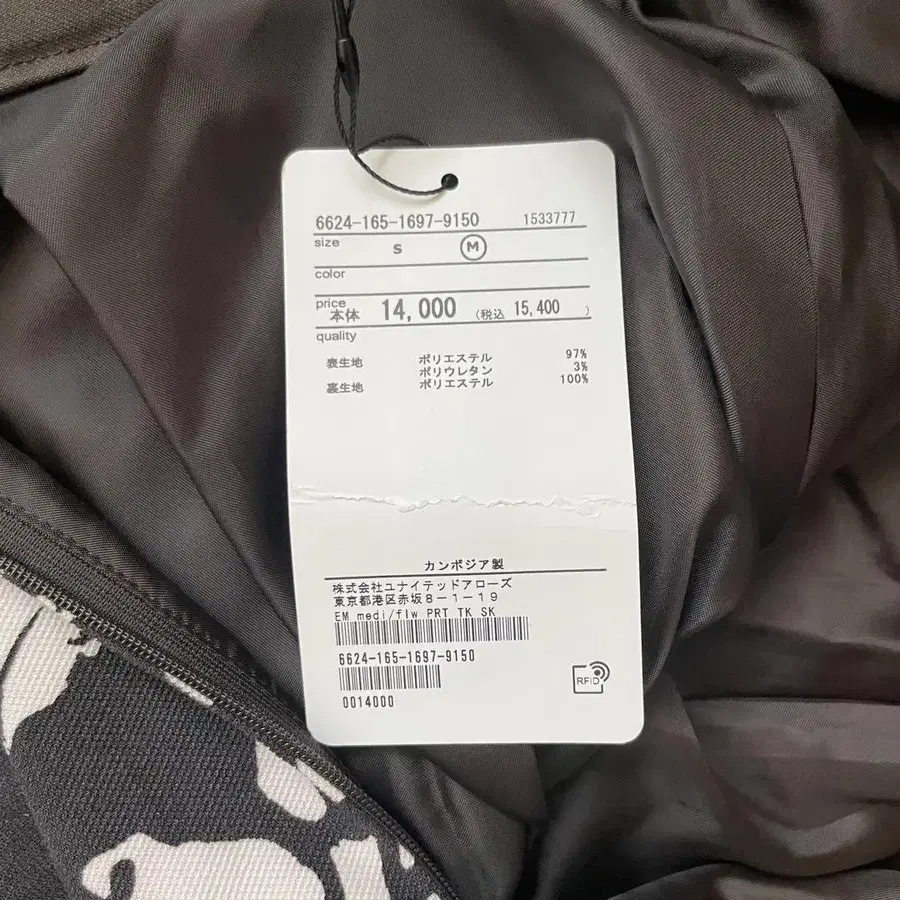 6624-165-1697-9150 1533777
size S M
color
price 本体 14,000 (税込 15,400 )
quality
表生地 ポリエステル 97%
ポリウレタン 3%
裏生地 ポリエステル 100%
カンボジア製
株式会社ユナイテッドアローズ
東京都港区赤坂8-1-19
EM medi/flw PRT TK SK
6624-165-1697-9150
RFID
0014000